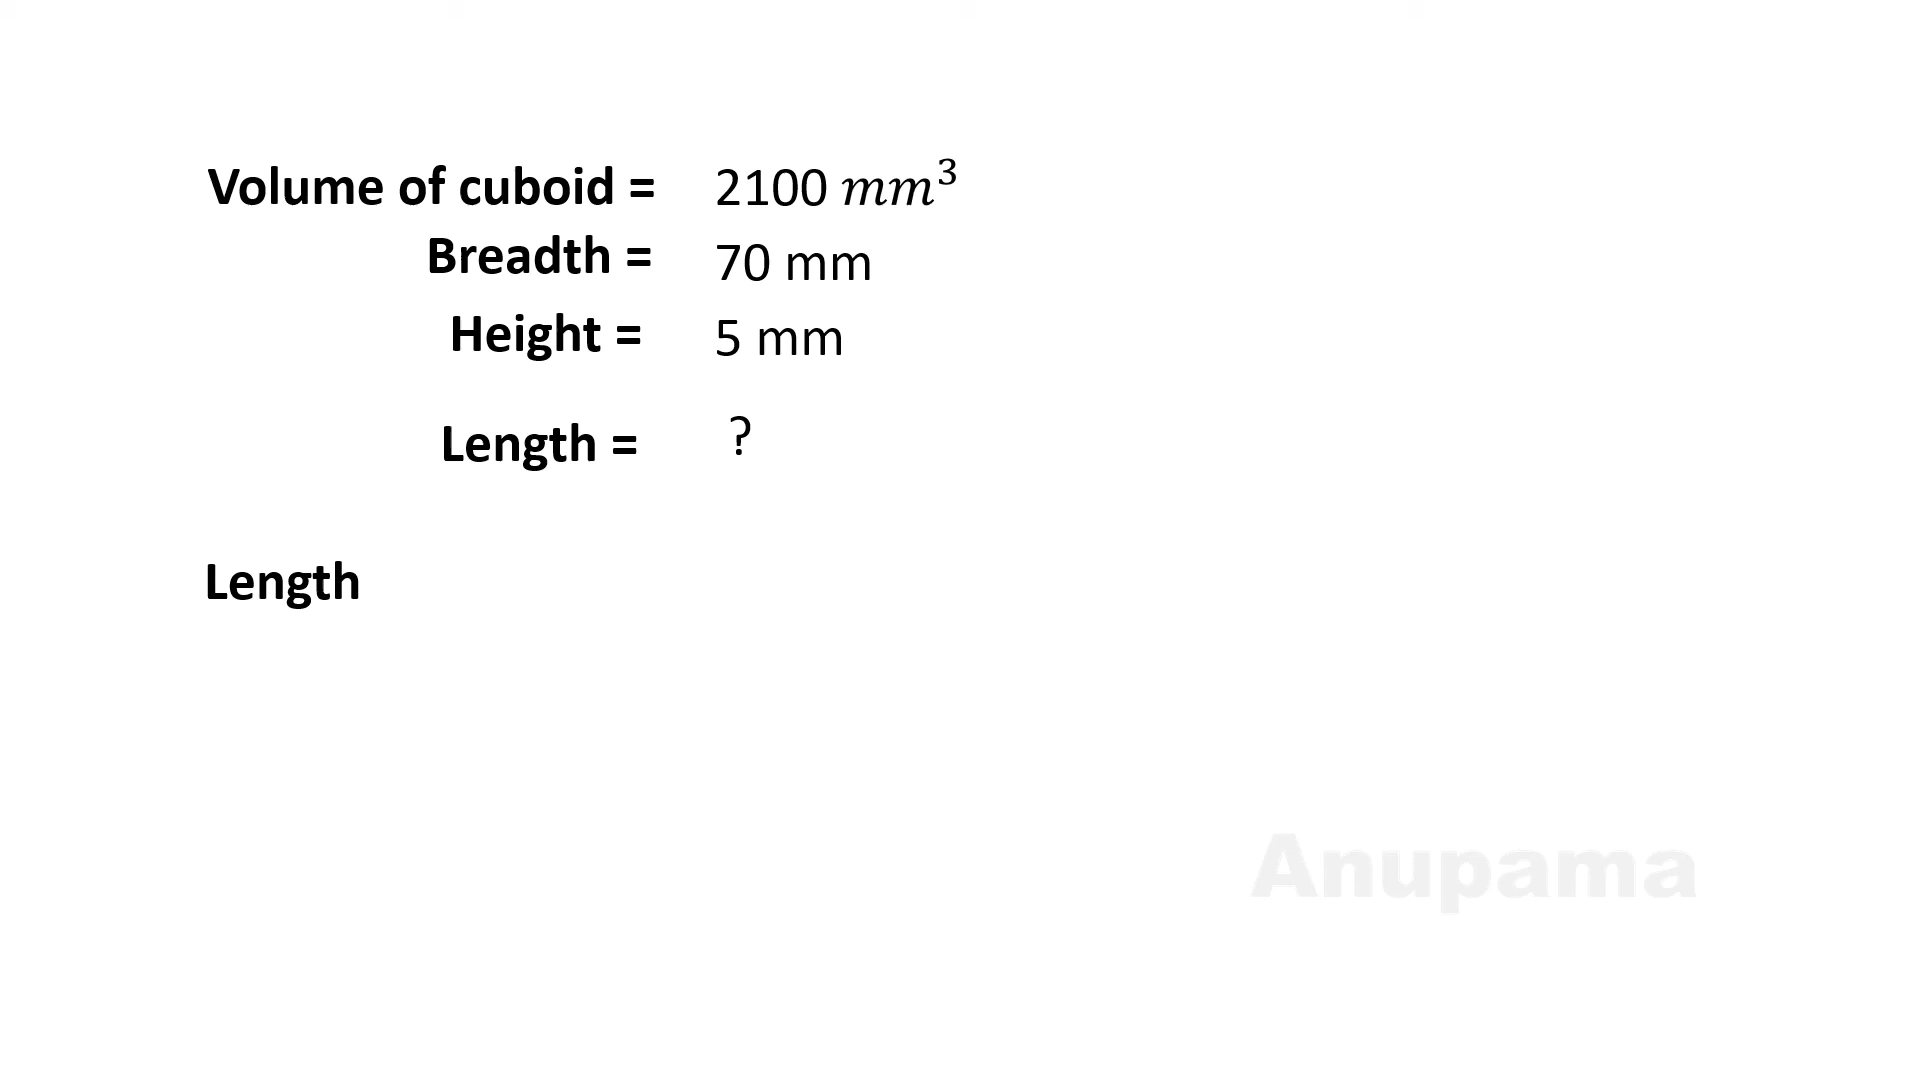 Volume of cuboid = 2100 mm³
Breadth = 70 mm
Height = 5 mm
Length = ?
Length
Anupama